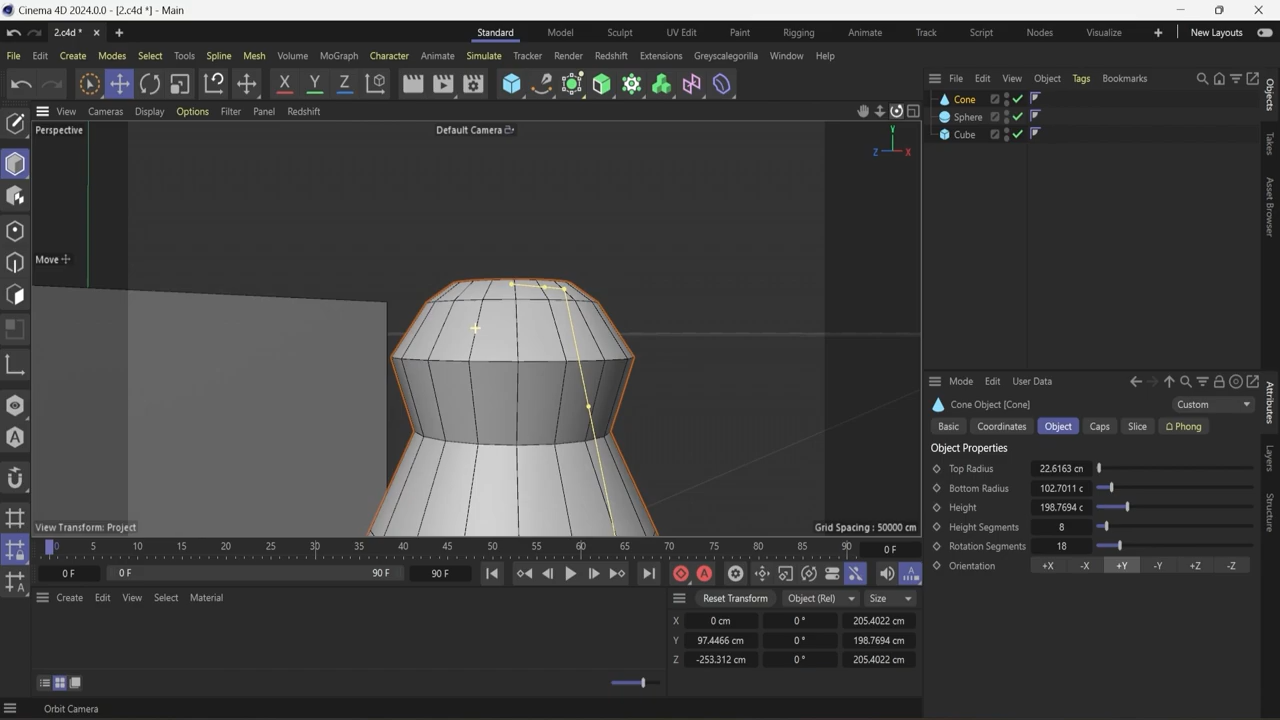 Cinema 4D 2024.0.0 - [2.c4d *] - Main
2.c4d *
Standard Model Sculpt UV Edit Paint Rigging Animate Track Script Nodes Visualize New Layouts
File Edit Create Modes Select Tools Spline Mesh Volume MoGraph Character Animate Simulate Tracker Extensions Render Redshift Extensions Greyscalegorilla Window Help
X Y Z
File Edit View Object Tags Bookmarks
View Cameras Display Options Filter Panel Redshift
Perspective
Default Camera
Y
Z X
Move
View Transform: Project
Grid Spacing : 50000 cm
Cone
Sphere
Cube
Objects
Takes
Asset Browser
Mode Edit User Data
Cone Object [Cone]
Custom
Basic Coordinates Object Caps Slice Phong
Object Properties
Top Radius 22.6163 cn
Bottom Radius 102.7011 c
Height 198.7694 c
Height Segments 8
Rotation Segments 18
Orientation +X -X +Y -Y +Z -Z
Attributes
Layers
Structure
0 5 10 15 20 25 30 35 40 45 50 55 60 65 70 75 80 85 90 0 F
0 F 0 F 90 F 90 F
Create Edit View Select Material
Reset Transform Object (Rel) Size
X 0 cm 0 ° 205.4022 cm
Y 97.4466 cm 0 ° 198.7694 cm
Z -253.312 cm 0 ° 205.4022 cm
Orbit Camera